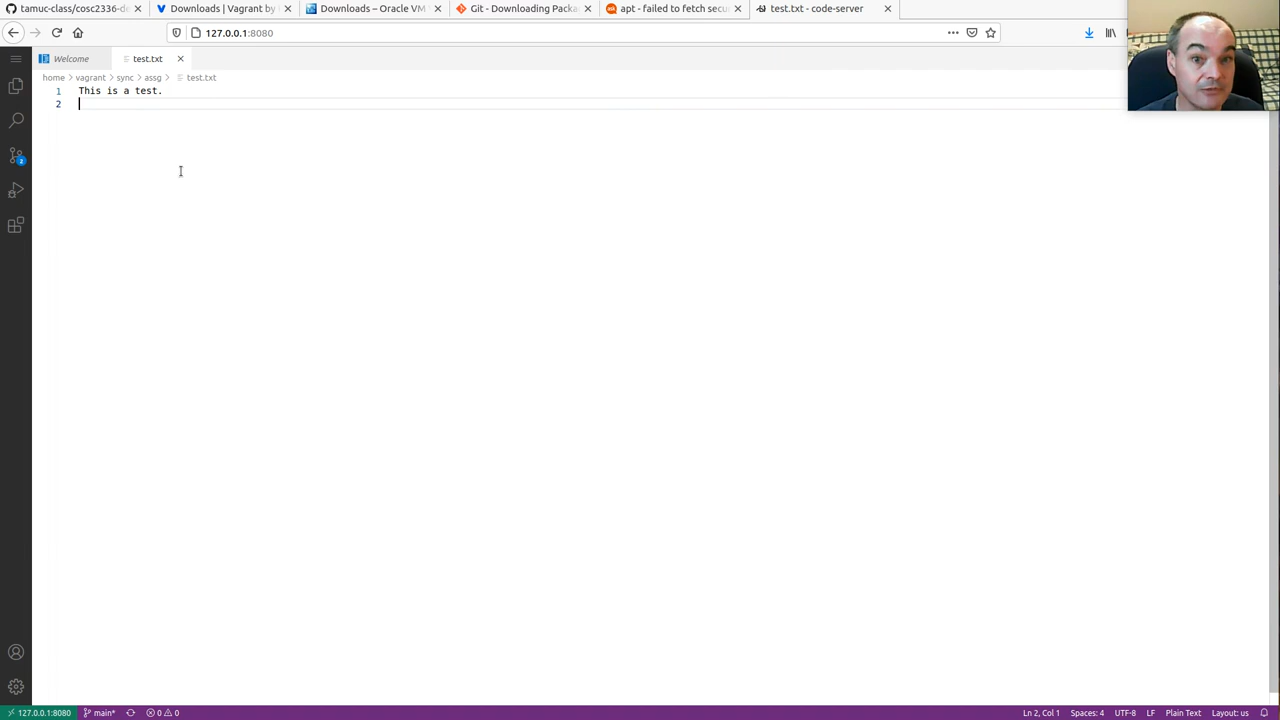 tamuc-class/cosc2336-de
Downloads | Vagrant by
Downloads – Oracle VM
Git - Downloading Packa
apt - failed to fetch secu
test.txt - code-server
127.0.0.1:8080
Welcome
test.txt
home > vagrant > sync > assg > test.txt
1 This is a test.
2
2
127.0.0.1:8080 main* 0 0 Ln 2, Col 1 Spaces: 4 UTF-8 LF Plain Text Layout: us